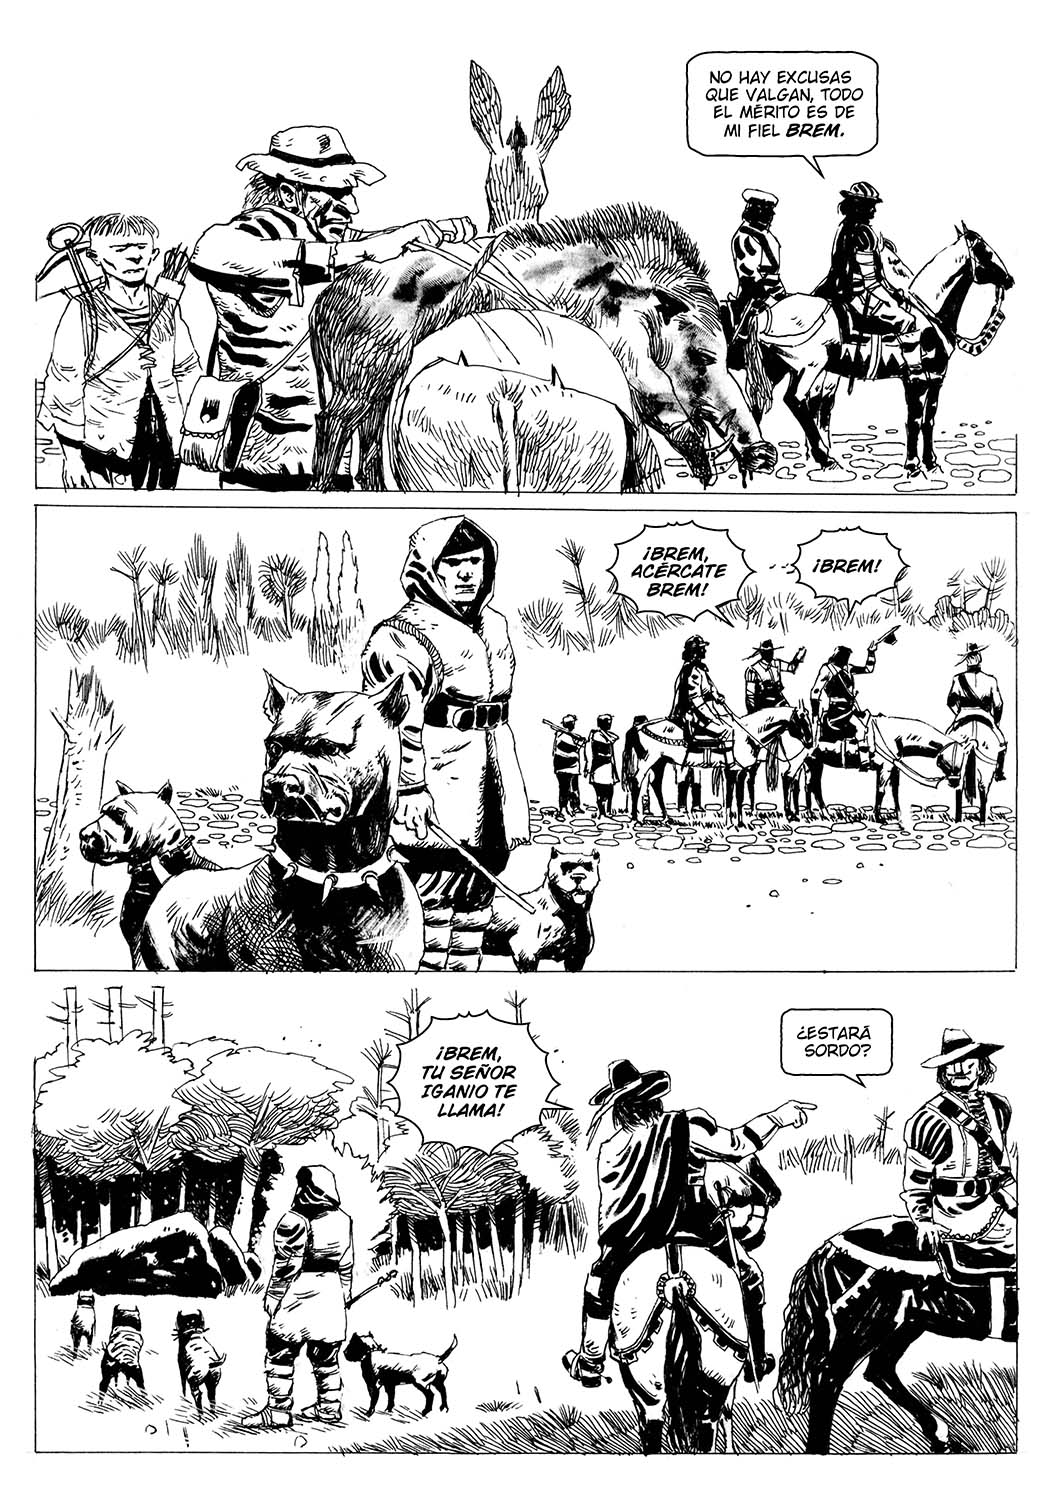 NO HAY EXCUSAS
QUE VALGAN, TODO
EL MÉRITO ES DE
MI FIEL BREM.
¡BREM,
ACÉRCATE
BREM!
¡BREM!
¡BREM,
TU SEÑOR
IGANIO TE
LLAMA!
¿ESTARÁ
SORDO?